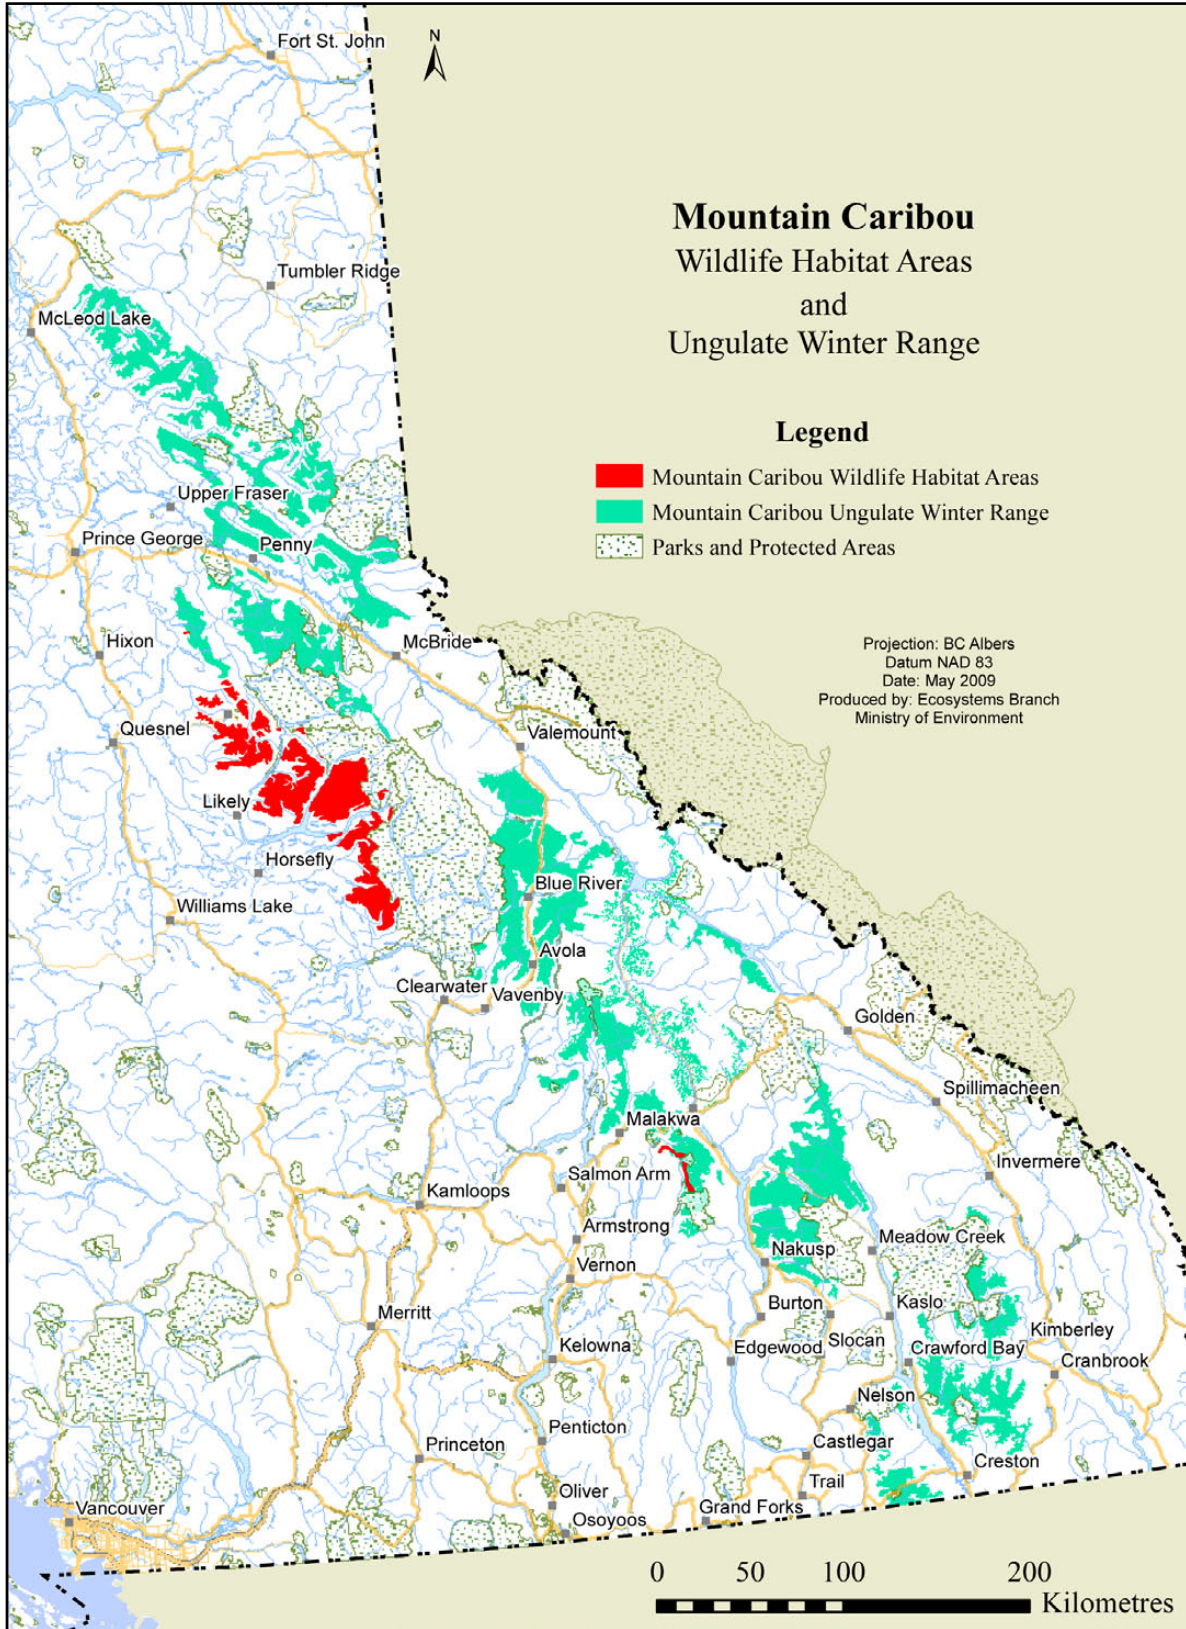 Fort St. John
N
Mountain Caribou
Wildlife Habitat Areas
and
Ungulate Winter Range
Tumbler Ridge
McLeod Lake
Legend
Mountain Caribou Wildlife Habitat Areas
Mountain Caribou Ungulate Winter Range
Parks and Protected Areas
Upper Fraser
Prince George
Penny
Hixon
McBride
Projection: BC Albers
Datum NAD 83
Date: May 2009
Produced by: Ecosystems Branch
Ministry of Environment
Quesnel
Valemount
Likely
Horsefly
Blue River
Williams Lake
Avola
Clearwater
Vavenby
Golden
Spillimacheen
Malakwa
Invermere
Salmon Arm
Kamloops
Armstrong
Meadow Creek
Nakusp
Vernon
Burton
Kaslo
Merritt
Kimberley
Slocan
Kelowna
Edgewood
Crawford Bay
Cranbrook
Nelson
Penticton
Castlegar
Princeton
Creston
Trail
Oliver
Vancouver
Grand Forks
Osoyoos
0 50 100 200
Kilometres